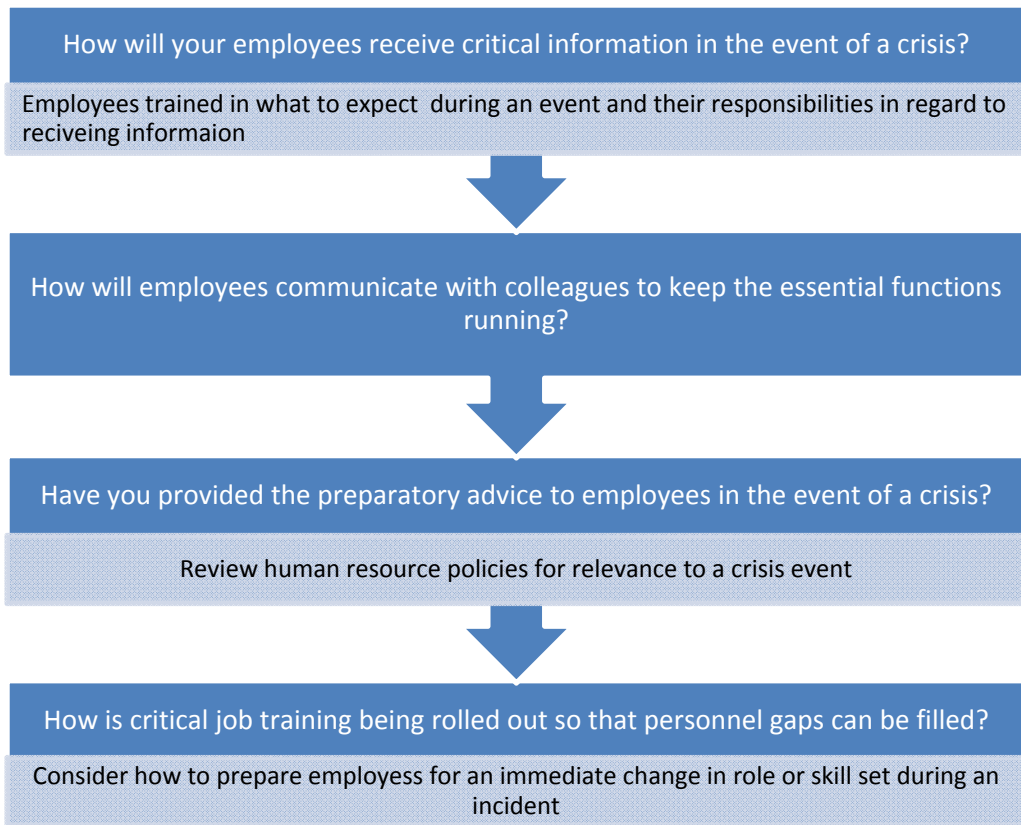 How will your employees receive critical information in the event of a crisis?
Employees trained in what to expect during an event and their responsibilities in regard to
reciveing informaion
How will employees communicate with colleagues to keep the essential functions
running?
Have you provided the preparatory advice to employees in the event of a crisis?
Review human resource policies for relevance to a crisis event
How is critical job training being rolled out so that personnel gaps can be filled?
Consider how to prepare employess for an immediate change in role or skill set during an
incident